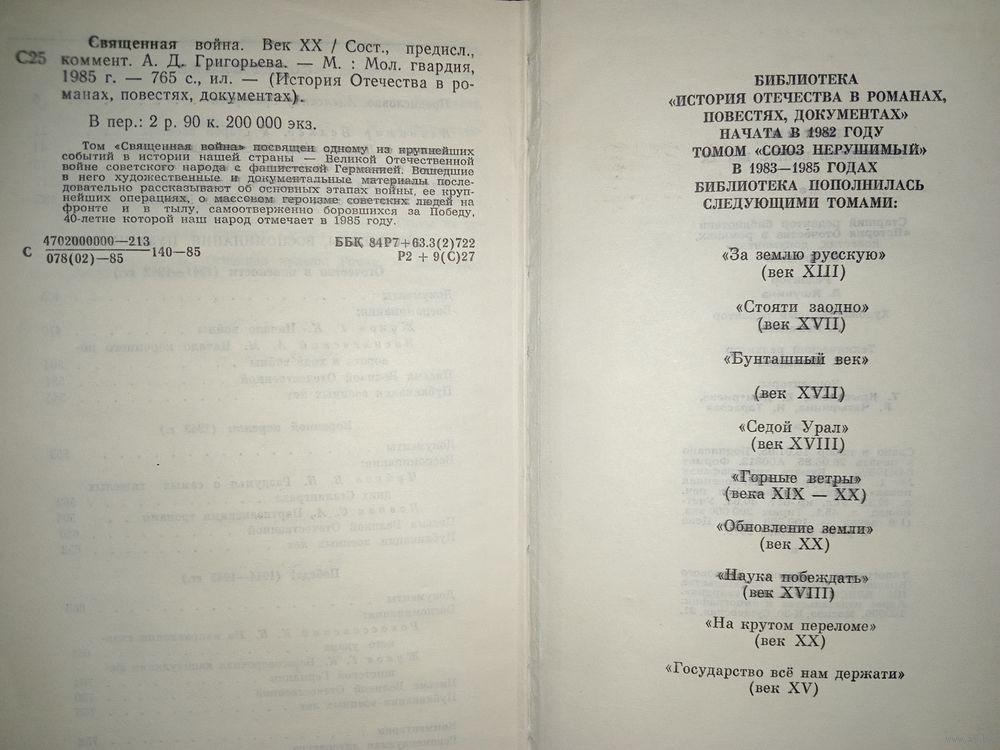 С25
Священная война. Век XX / Сост., предисл.,
коммент. А. Д. Григорьева. — М. : Мол. гвардия,
1985 г. — 765 с., ил. — (История Отечества в ро-
манах, повестях, документах).
В пер.: 2 р. 90 к. 200 000 экз.
Том «Священная война» посвящен одному из крупнейших
событий в истории нашей страны — Великой Отечественной
войне советского народа с фашистской Германией. Вошедшие
в него художественные и документальные материалы после-
довательно рассказывают об основных этапах войны, ее круп-
нейших операциях, о массовом героизме советских людей на
фронте и в тылу, самоотверженно боровшихся за Победу,
40-летие которой наш народ отмечает в 1985 году.
С 4702000000—213
078(02)—85 140—85
ББК 84Р7+63.3(2)722
Р2 + 9(С)27
БИБЛИОТЕКА
«ИСТОРИЯ ОТЕЧЕСТВА В РОМАНАХ,
ПОВЕСТЯХ, ДОКУМЕНТАХ»
НАЧАТА В 1982 ГОДУ
ТОМОМ «СОЮЗ НЕРУШИМЫЙ»
В 1983—1985 ГОДАХ
БИБЛИОТЕКА ПОПОЛНИЛАСЬ
СЛЕДУЮЩИМИ ТОМАМИ:
«За землю русскую»
(век XIII)
«Стояти заодно»
(век XVII)
«Бунташный век»
(век XVII)
«Седой Урал»
(век XVIII)
«Горные ветры»
(века XIX — XX)
«Обновление земли»
(век XX)
«Наука побеждать»
(век XVIII)
«На крутом переломе»
(век XX)
«Государство всё нам держати»
(век XV)